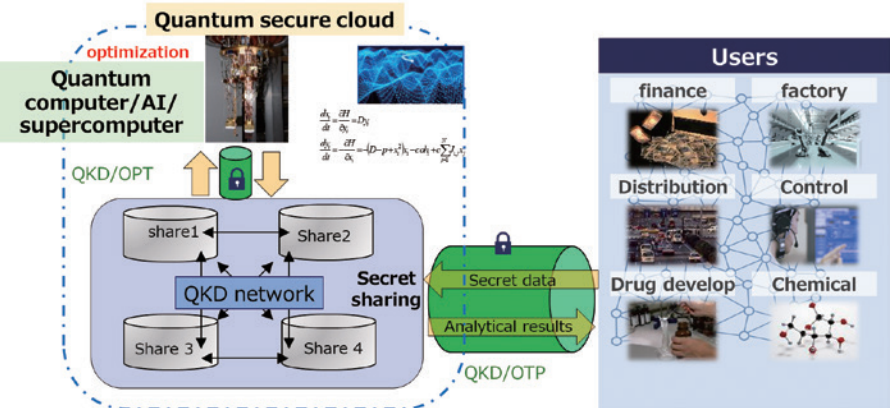 Quantum secure cloud
optimization
Quantum
computer/AI/
supercomputer
QKD/OPT
share1
Share2
QKD network
Secret
sharing
Share 3
Share 4
Secret data
Analytical results
QKD/OTP
Users
finance
factory
Distribution
Control
Drug develop
Chemical